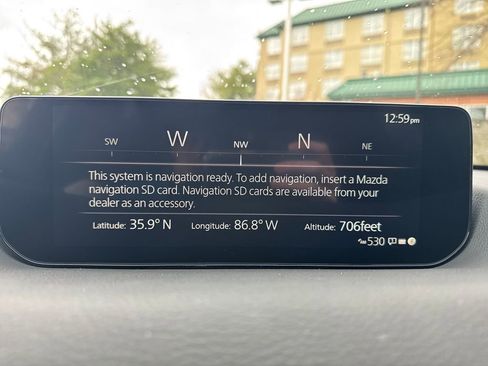 12:59pm
SW W NW N NE
This system is navigation ready. To add navigation, insert a Mazda
navigation SD card. Navigation SD cards are available from your
dealer as an accessory.
Latitude: 35.9° N Longitude: 86.8° W Altitude: 706feet
530